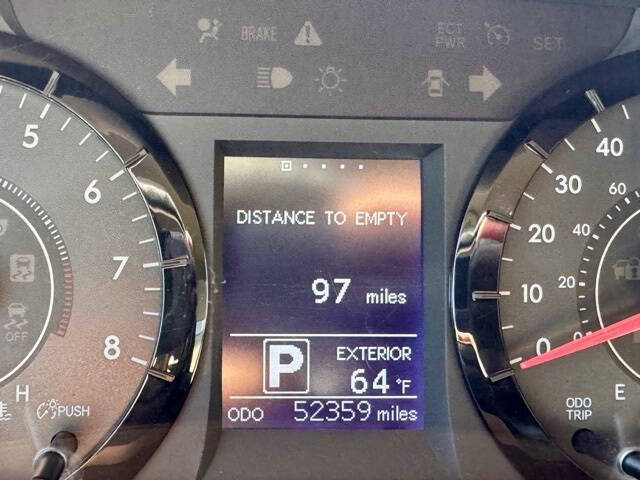 BRAKE
ECT
PWR
SET
5
6
7
8
OFF
H
PUSH
DISTANCE TO EMPTY
97 miles
P
EXTERIOR
64 °F
ODO 52359 miles
40
30
20
10
0
60
40
20
ODO
TRIP
E